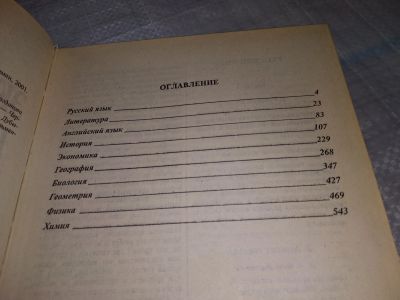 ОГЛАВЛЕНИЕ
Русский язык 4
Литература 23
Английский язык 83
История 107
Экономика 229
География 268
Биология 347
Геометрия 427
Физика 469
Химия 543
2001.